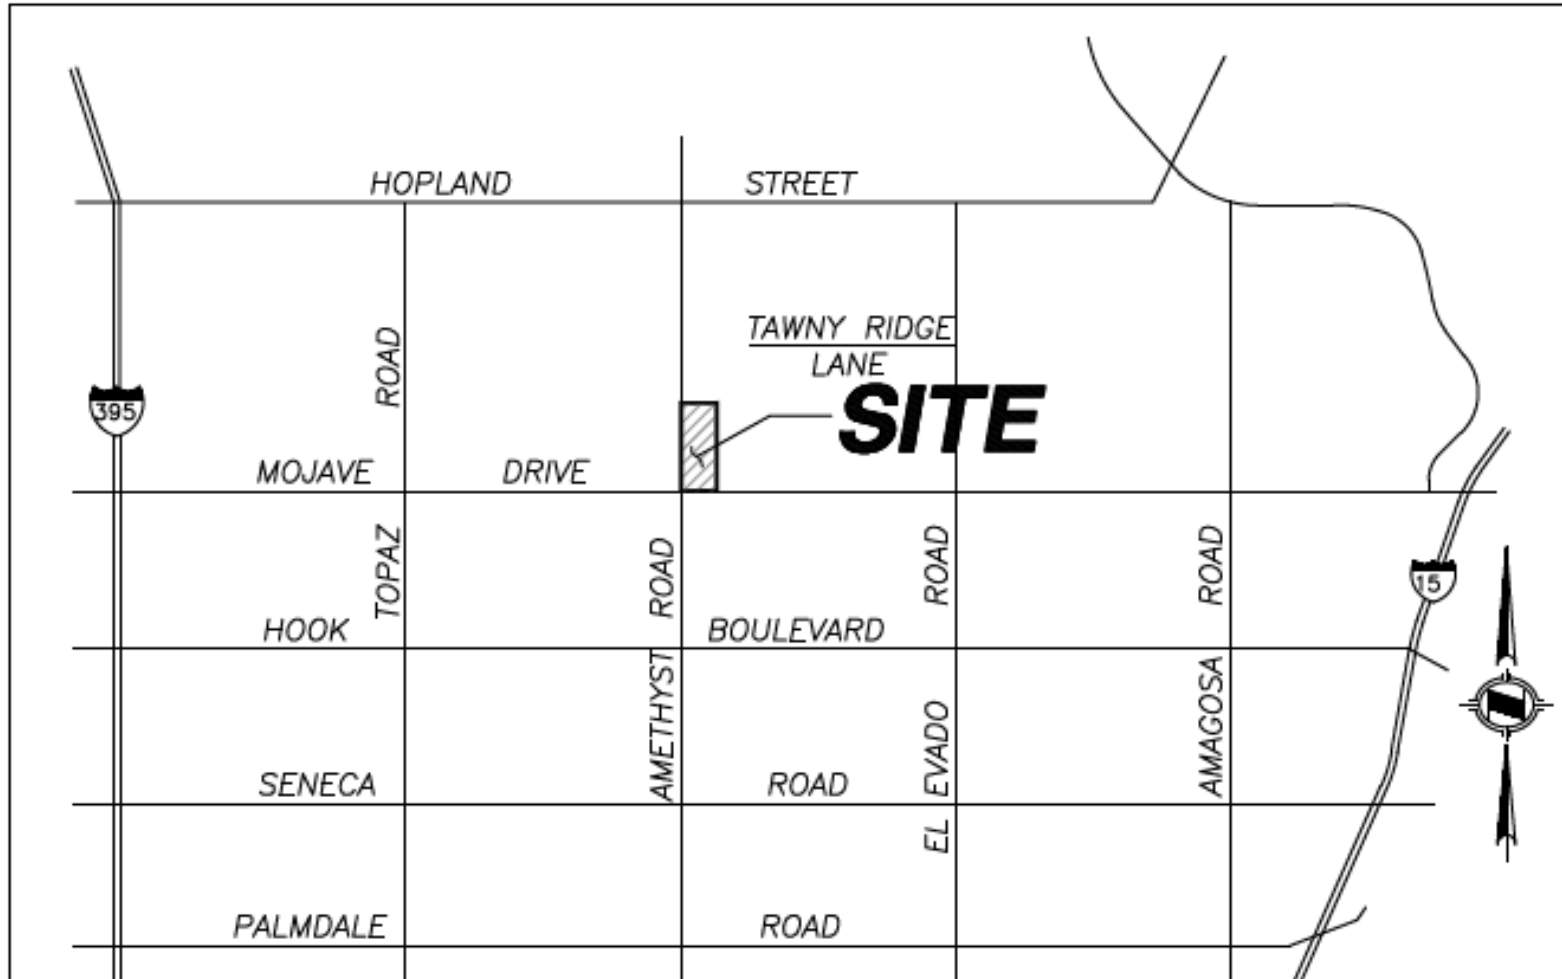 HOPLAND STREET
TAWNY RIDGE
LANE
SITE
395
ROAD
MOJAVE DRIVE
TOPAZ
ROAD
ROAD
ROAD
15
HOOK BOULEVARD
AMETHYST
EL EVADO
AMAGOSA
SENECA ROAD
PALMDALE ROAD